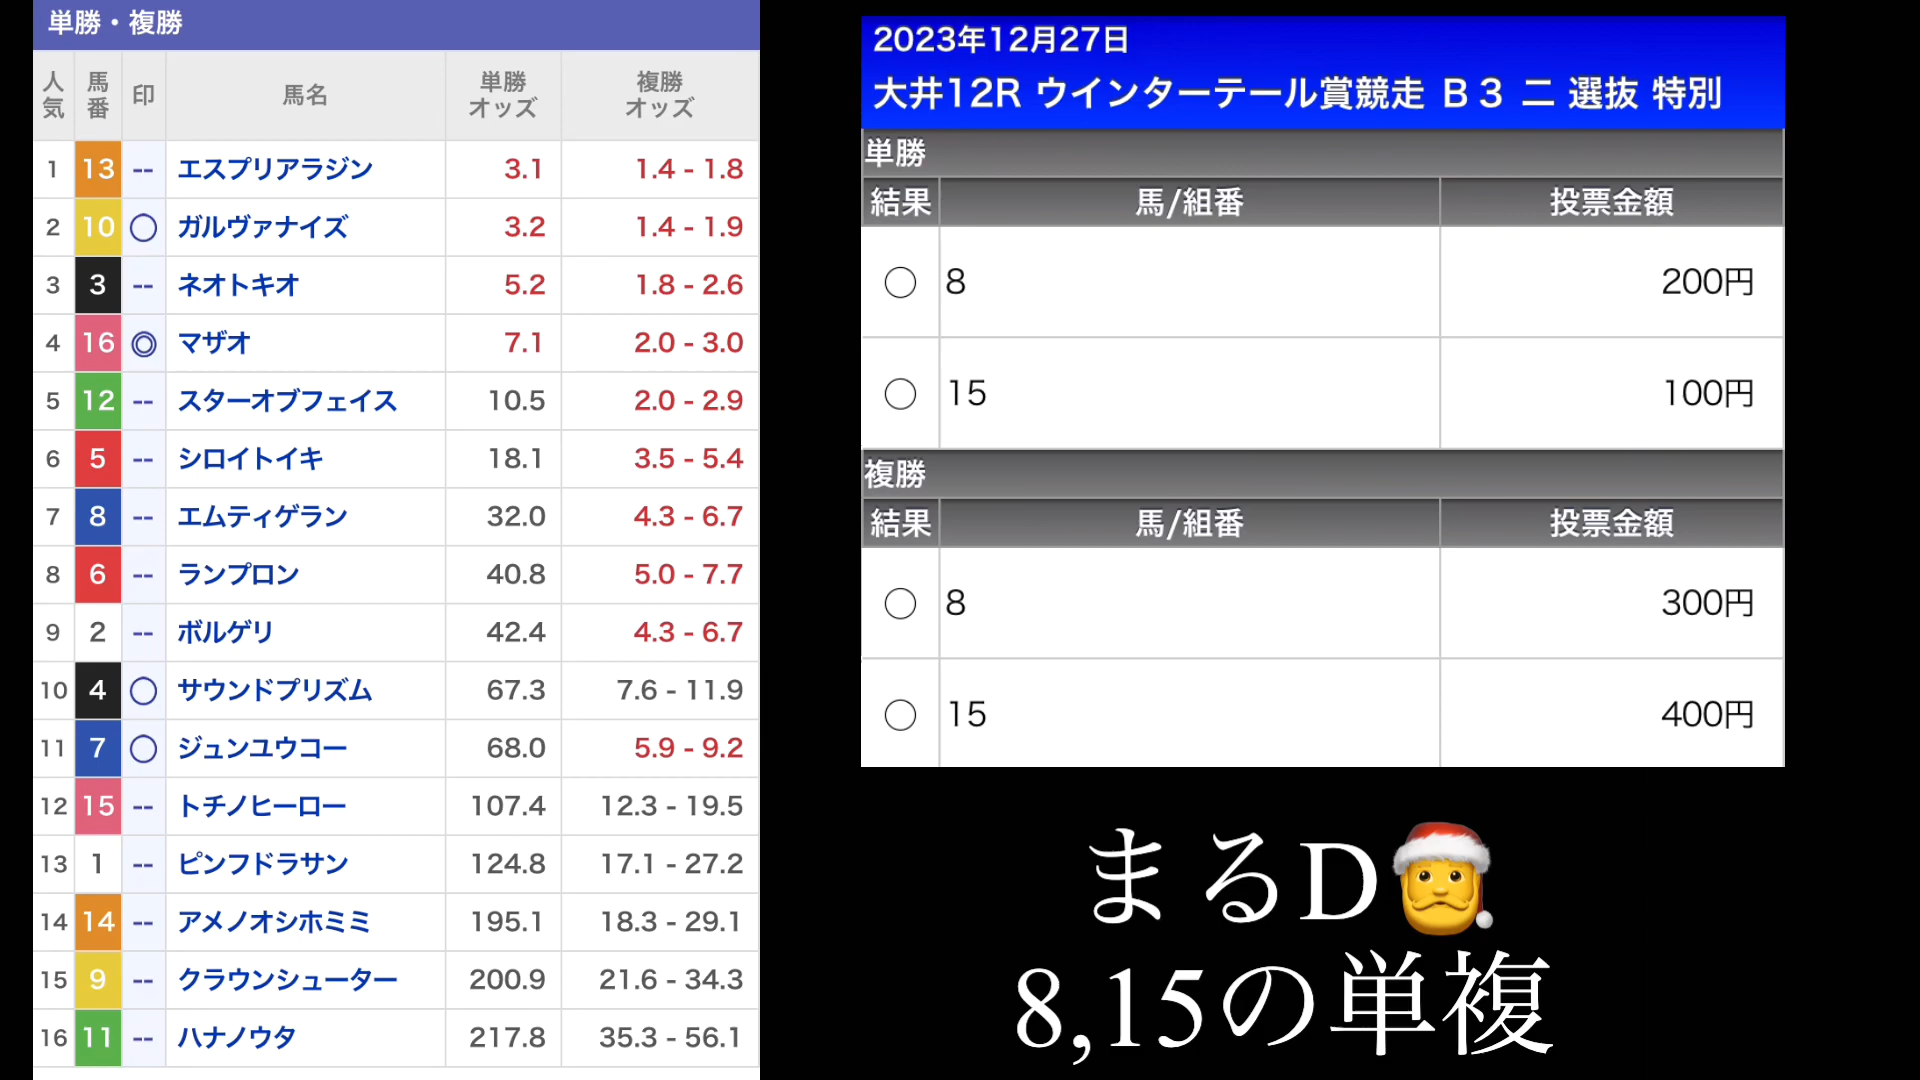 単勝・複勝
人気 馬番 印 馬名 単勝オッズ 複勝オッズ
1 13 -- エスプリアラジン 3.1 1.4 - 1.8
2 10 ○ ガルヴァナイズ 3.2 1.4 - 1.9
3 3 -- ネオトキオ 5.2 1.8 - 2.6
4 16 ◎ マザオ 7.1 2.0 - 3.0
5 12 -- スターオブフェイス 10.5 2.0 - 2.9
6 5 -- シロイトイキ 18.1 3.5 - 5.4
7 8 -- エムティゲラン 32.0 4.3 - 6.7
8 6 -- ランプロン 40.8 5.0 - 7.7
9 2 -- ボルゲリ 42.4 4.3 - 6.7
10 4 ○ サウンドプリズム 67.3 7.6 - 11.9
11 7 ○ ジュンユウコー 68.0 5.9 - 9.2
12 15 -- トチノヒーロー 107.4 12.3 - 19.5
13 1 -- ピンフドラサン 124.8 17.1 - 27.2
14 14 -- アメノオシホミミ 195.1 18.3 - 29.1
15 9 -- クラウンシューター 200.9 21.6 - 34.3
16 11 -- ハナノウタ 217.8 35.3 - 56.1
2023年12月27日
大井12R ウインターテール賞競走 Ｂ３ 二 選抜 特別
単勝
結果 馬/組番 投票金額
○ 8 200円
○ 15 100円
複勝
結果 馬/組番 投票金額
○ 8 300円
○ 15 400円
まるD🎅
8,15の単複